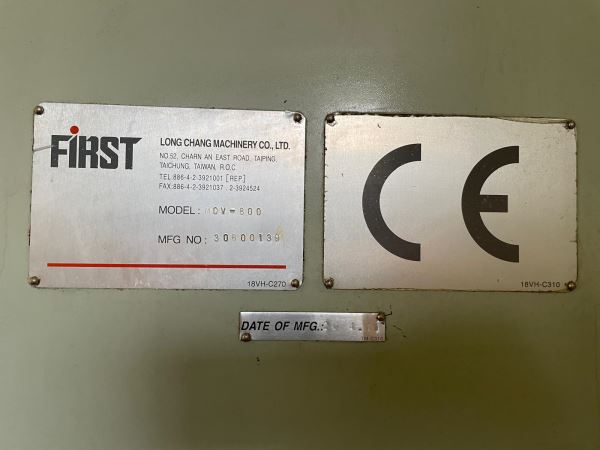 FIRST
LONG CHANG MACHINERY CO., LTD.
NO.52, CHARN AN EAST ROAD, TAIPING,
TAICHUNG, TAIWAN, R.O.C
TEL:886-4-2-3921001 [REP]
FAX:886-4-2-3921037 . 2-3924524
MODEL: MCV-800
MFG NO: 30600139
18VH-C270
CE
18VH-C310
DATE OF MFG.: